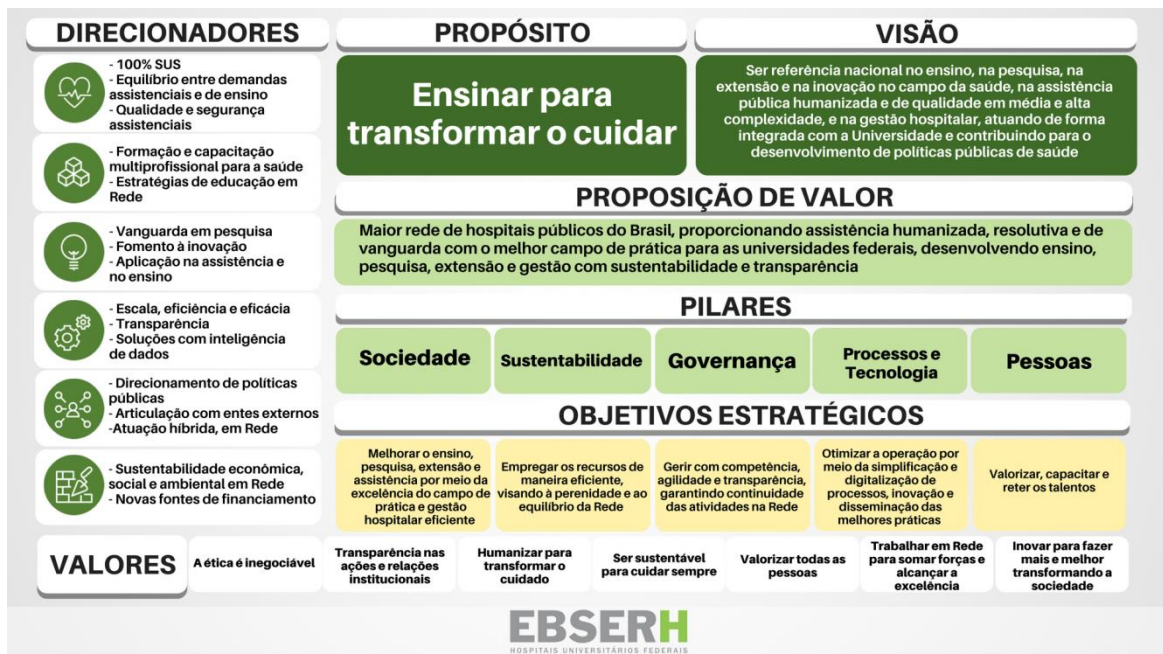 DIRECIONADORES
- 100% SUS
- Equilíbrio entre demandas
assistenciais e de ensino
- Qualidade e segurança
assistenciais
- Formação e capacitação
multiprofissional para a saúde
- Estratégias de educação em
Rede
- Vanguarda em pesquisa
- Fomento à inovação
- Aplicação na assistência e
no ensino
- Escala, eficiência e eficácia
- Transparência
- Soluções com inteligência
de dados
- Direcionamento de políticas
públicas
- Articulação com entes externos
-Atuação híbrida, em Rede
- Sustentabilidade econômica,
social e ambiental em Rede
- Novas fontes de financiamento
PROPÓSITO
Ensinar para
transformar o cuidar
VISÃO
Ser referência nacional no ensino, na pesquisa, na
extensão e na inovação no campo da saúde, na assistência
pública humanizada e de qualidade em média e alta
complexidade, e na gestão hospitalar, atuando de forma
integrada com a Universidade e contribuindo para o
desenvolvimento de políticas públicas de saúde
PROPOSIÇÃO DE VALOR
Maior rede de hospitais públicos do Brasil, proporcionando assistência humanizada, resolutiva e de
vanguarda com o melhor campo de prática para as universidades federais, desenvolvendo ensino,
pesquisa, extensão e gestão com sustentabilidade e transparência
PILARES
Sociedade
Sustentabilidade
Governança
Processos e
Tecnologia
Pessoas
OBJETIVOS ESTRATÉGICOS
Melhorar o ensino,
pesquisa, extensão e
assistência por meio da
excelência do campo de
prática e gestão
hospitalar eficiente
Empregar os recursos de
maneira eficiente,
visando à perenidade e ao
equilíbrio da Rede
Gerir com competência,
agilidade e transparência,
garantindo continuidade
das atividades na Rede
Otimizar a operação por
meio da simplificação e
digitalização de
processos, inovação e
disseminação das
melhores práticas
Valorizar, capacitar e
reter os talentos
VALORES
A ética é inegociável
Transparência nas
ações e relações
institucionais
Humanizar para
transformar o
cuidado
Ser sustentável
para cuidar sempre
Valorizar todas as
pessoas
Trabalhar em Rede
para somar forças e
alcançar a
excelência
Inovar para fazer
mais e melhor
transformando a
sociedade
EBSERH
HOSPITAIS UNIVERSITÁRIOS FEDERAIS